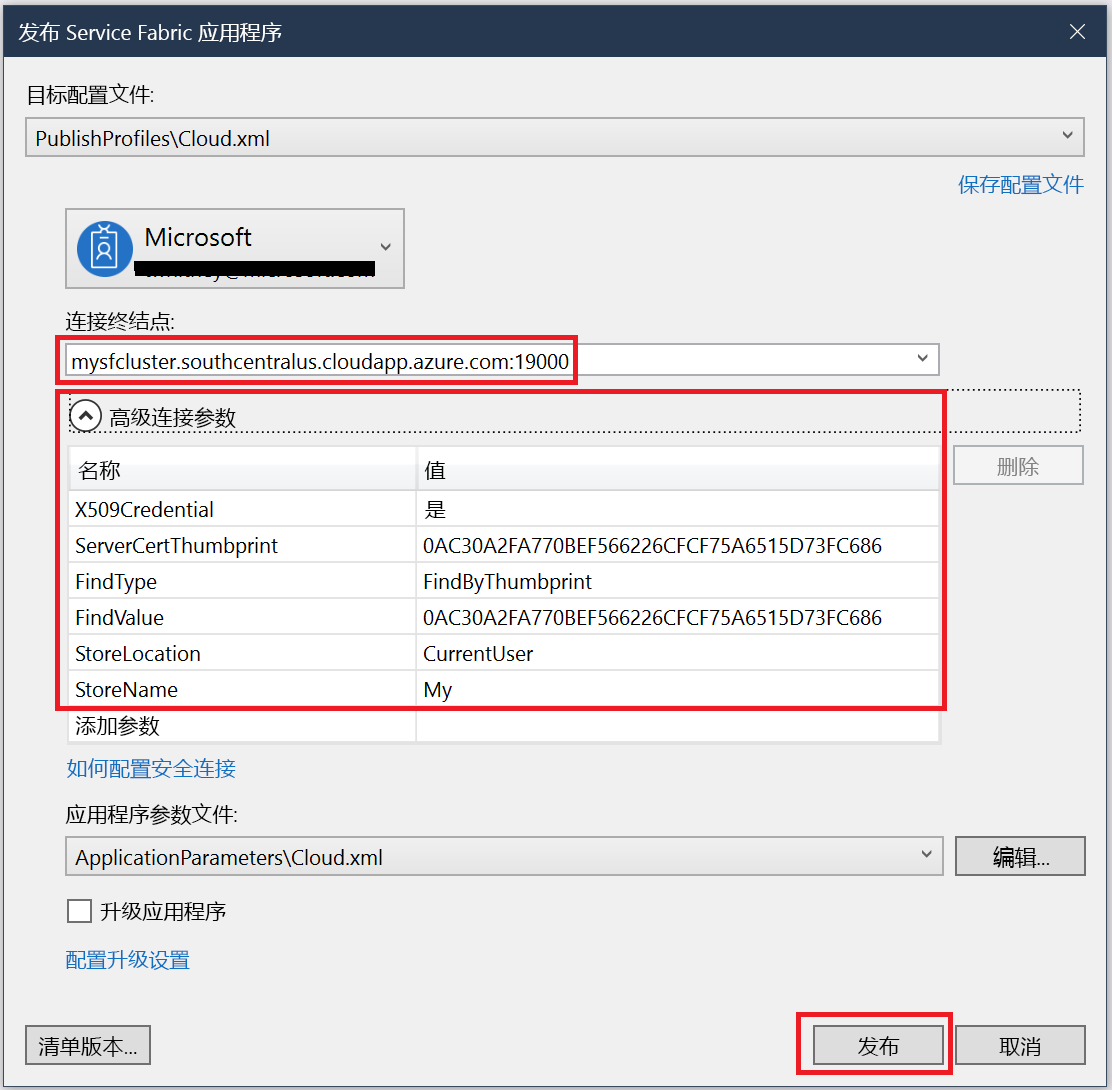 发布 Service Fabric 应用程序
目标配置文件:
PublishProfiles\Cloud.xml
保存配置文件
Microsoft
连接终结点:
mysfcluster.southcentralus.cloudapp.azure.com:19000
高级连接参数
名称 值
删除
X509Credential 是
ServerCertThumbprint 0AC30A2FA770BEF566226CFCF75A6515D73FC686
FindType FindByThumbprint
FindValue 0AC30A2FA770BEF566226CFCF75A6515D73FC686
StoreLocation CurrentUser
StoreName My
添加参数
如何配置安全连接
应用程序参数文件:
ApplicationParameters\Cloud.xml
编辑...
升级应用程序
配置升级设置
清单版本...
发布
取消